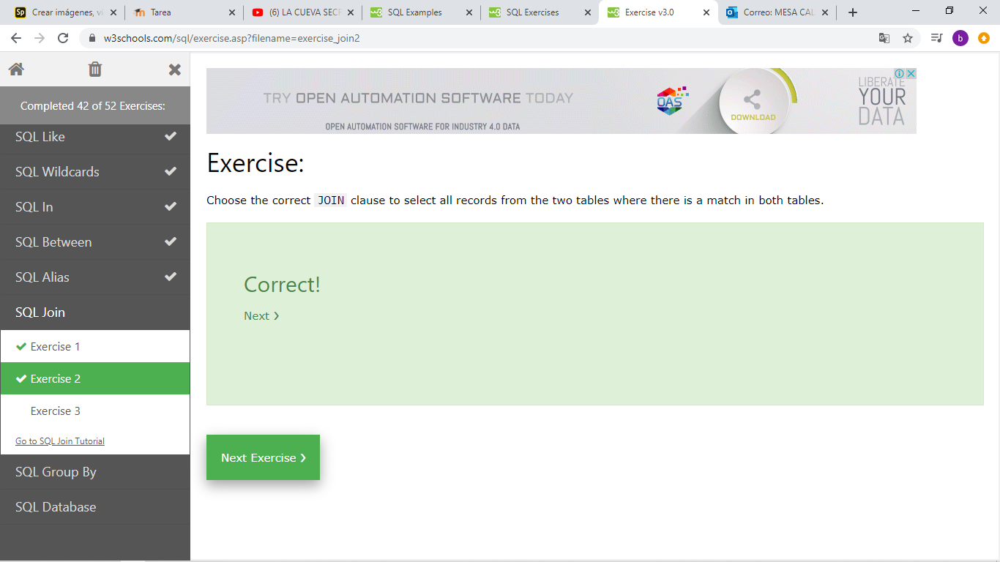 Crear imágenes, ví
Tarea
(6) LA CUEVA SECR
SQL Examples
SQL Exercises
Exercise v3.0
Correo: MESA CAL
w3schools.com/sql/exercise.asp?filename=exercise_join2
b
Completed 42 of 52 Exercises:
SQL Like
SQL Wildcards
SQL In
SQL Between
SQL Alias
SQL Join
Exercise 1
Exercise 2
Exercise 3
Go to SQL Join Tutorial
SQL Group By
SQL Database
TRY OPEN AUTOMATION SOFTWARE TODAY
OPEN AUTOMATION SOFTWARE FOR INDUSTRY 4.0 DATA
OAS
DOWNLOAD
LIBERATE
YOUR
DATA
Exercise:
Choose the correct JOIN clause to select all records from the two tables where there is a match in both tables.
Correct!
Next ❯
Next Exercise ❯